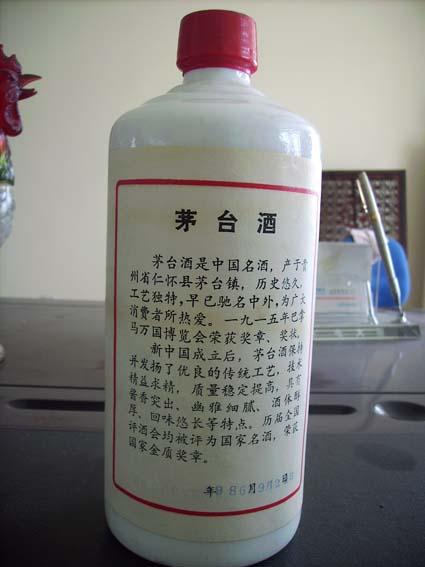 茅台酒
茅台酒是中国名酒，产于贵
州省仁怀县茅台镇，历史悠久，
工艺独特，早已驰名中外，为广大
消费者所热爱。一九一五年巴拿
马万国博览会荣获奖章、奖状。
新中国成立后，茅台酒保持
并发扬了优良的传统工艺，技术
精益求精，质量稳定提高，具有
酱香突出、幽雅细腻、酒体醇
厚、回味悠长等特点。历届全国
评酒会均被评为国家名酒，荣获
国家金质奖章。